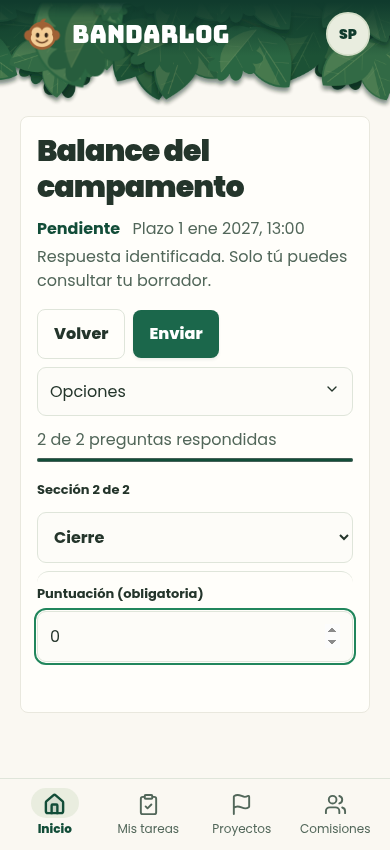 BANDARLOG
SP
Balance del
campamento
Pendiente Plazo 1 ene 2027, 13:00
Respuesta identificada. Solo tú puedes
consultar tu borrador.
Volver
Enviar
Opciones
2 de 2 preguntas respondidas
Sección 2 de 2
Cierre
Puntuación (obligatoria)
0
Inicio
Mis tareas
Proyectos
Comisiones